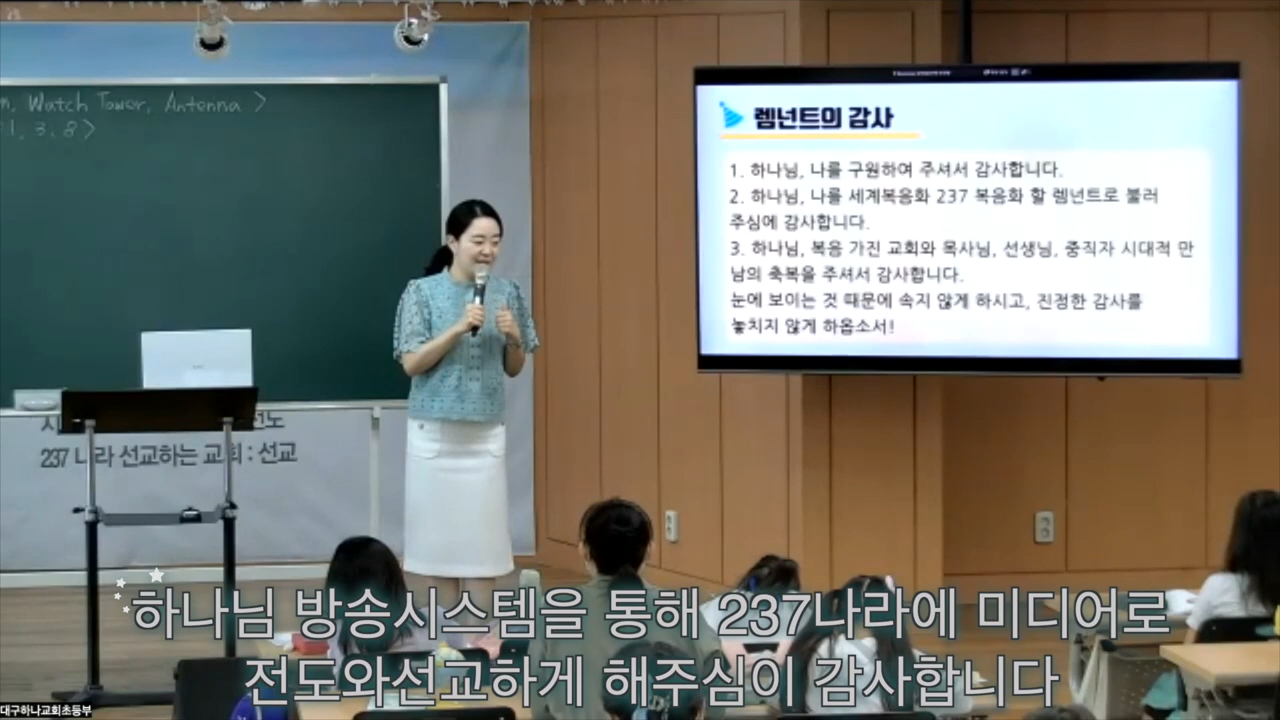 n, Watch Tower, Antenna >
1, 3, 8 >
렘넌트의 감사
1. 하나님, 나를 구원하여 주셔서 감사합니다.
2. 하나님, 나를 세계복음화 237 복음화 할 렘넌트로 불러
주심에 감사합니다.
3. 하나님, 복음 가진 교회와 목사님, 선생님, 중직자 시대적 만
남의 축복을 주셔서 감사합니다.
눈에 보이는 것 때문에 속지 않게 하시고, 진정한 감사를
놓치지 않게 하옵소서!
237 나라 선교하는 교회 : 선교
하나님 방송시스템을 통해 237나라에 미디어로
전도와선교하게 해주심이 감사합니다
대구하나교회초등부